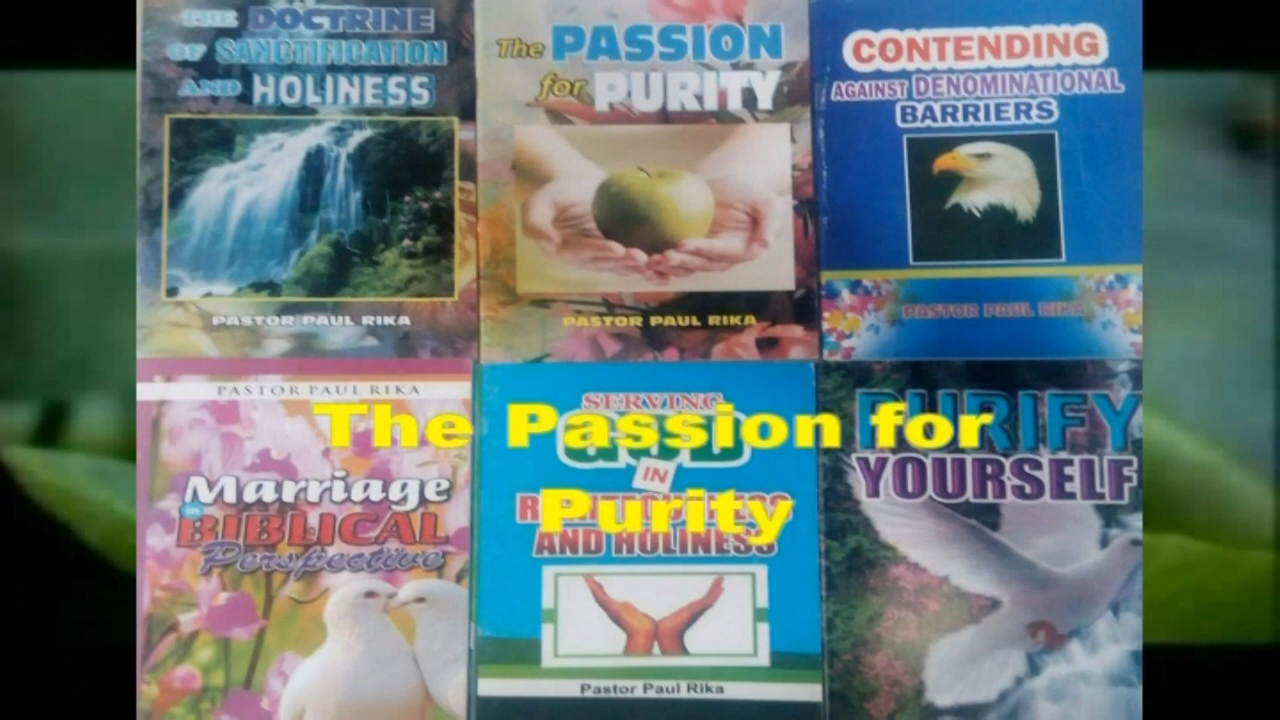 THE DOCTRINE
OF SANCTIFICATION
AND HOLINESS
PASTOR PAUL RIKA
The PASSION
for PURITY
PASTOR PAUL RIKA
CONTENDING
AGAINST DENOMINATIONAL
BARRIERS
PASTOR PAUL RIKA
PASTOR PAUL RIKA
Marriage
in
BIBLICAL
Perspective
SERVING
GOD
IN
RIGHTEOUSNESS
AND HOLINESS
Pastor Paul Rika
PURIFY
YOURSELF
The Passion for
Purity